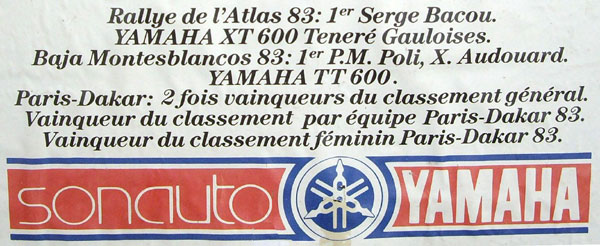 Rallye de l'Atlas 83: 1er Serge Bacou.
YAMAHA XT 600 Teneré Gauloises.
Baja Montesblancos 83: 1er P.M. Poli, X. Audouard.
YAMAHA TT 600.
Paris-Dakar: 2 fois vainqueurs du classement général.
Vainqueur du classement par équipe Paris-Dakar 83.
Vainqueur du classement féminin Paris-Dakar 83.
sonauto YAMAHA